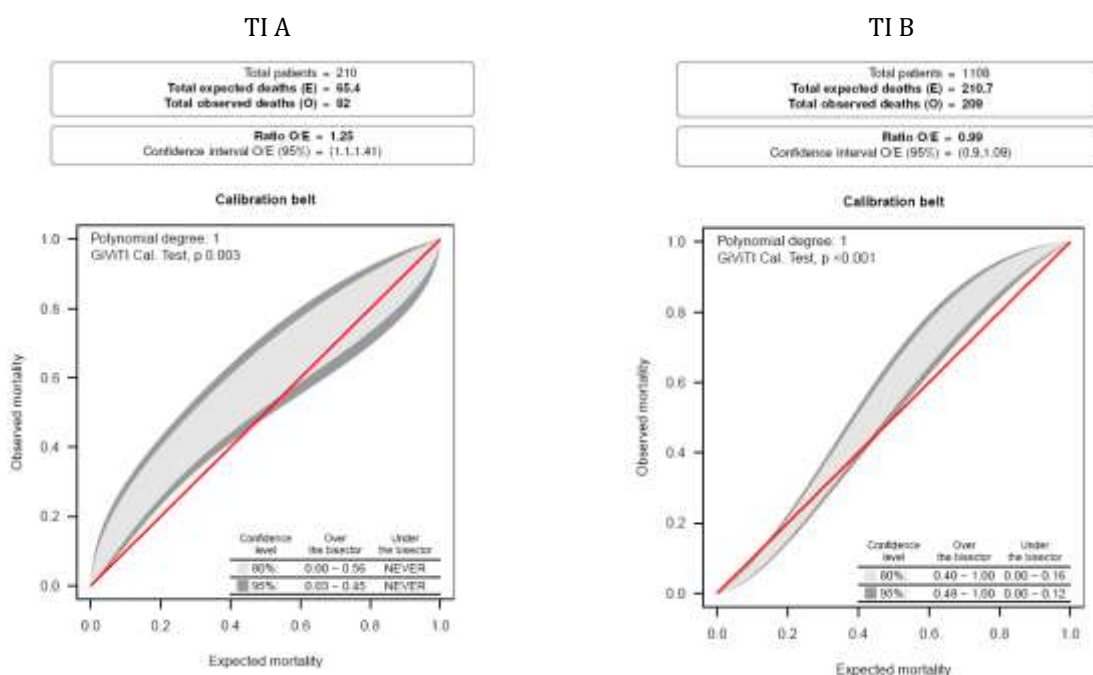 TI A
Total patients = 210
Total expected deaths (E) = 65.4
Total observed deaths (O) = 82
Ratio O/E = 1.25
Confidence interval O/E (95%) = (1.1,1.41)
Calibration belt
Polynomial degree: 1
GiViTI Cal. Test, p 0.003
1.0
0.8
0.6
0.4
0.2
0.0
Observed mortality
Confidence level
Over the bisector
Under the bisector
80%: 0.00 – 0.56 NEVER
95%: 0.03 – 0.45 NEVER
0.0 0.2 0.4 0.6 0.8 1.0
Expected mortality
TI B
Total patients = 1108
Total expected deaths (E) = 210.7
Total observed deaths (O) = 209
Ratio O/E = 0.99
Confidence interval O/E (95%) = (0.9,1.09)
Calibration belt
Polynomial degree: 1
GiViTI Cal. Test, p <0.001
1.0
0.8
0.6
0.4
0.2
0.0
Observed mortality
Confidence level
Over the bisector
Under the bisector
80%: 0.40 – 1.00 0.00 – 0.16
95%: 0.48 – 1.00 0.00 – 0.12
0.0 0.2 0.4 0.6 0.8 1.0
Expected mortality